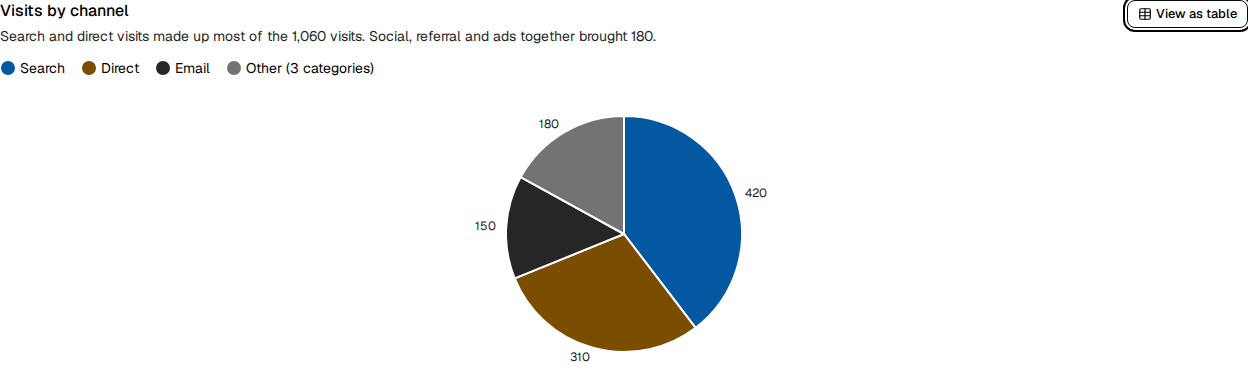 Visits by channel
View as table
Search and direct visits made up most of the 1,060 visits. Social, referral and ads together brought 180.
Search
Direct
Email
Other (3 categories)
180
420
150
310